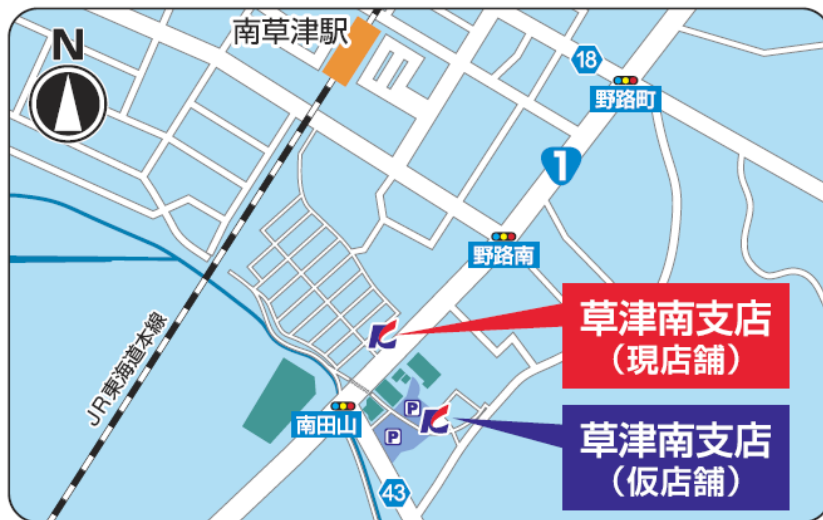 南草津駅
N
18
野路町
1
野路南
JR東海道本線
草津南支店
（現店舗）
P
南田山
P
草津南支店
（仮店舗）
43